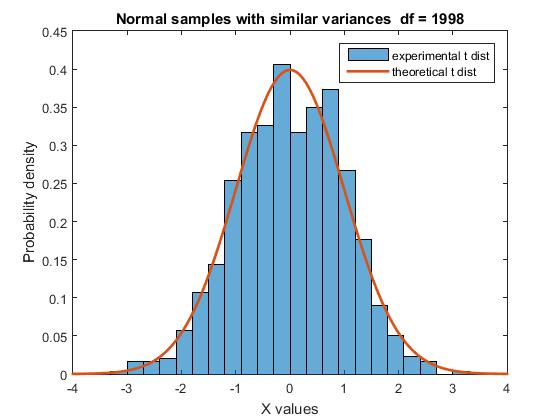 Normal samples with similar variances  df = 1998
experimental t dist
theoretical t dist
Probability density
0.45
0.4
0.35
0.3
0.25
0.2
0.15
0.1
0.05
0
-4 -3 -2 -1 0 1 2 3 4
X values